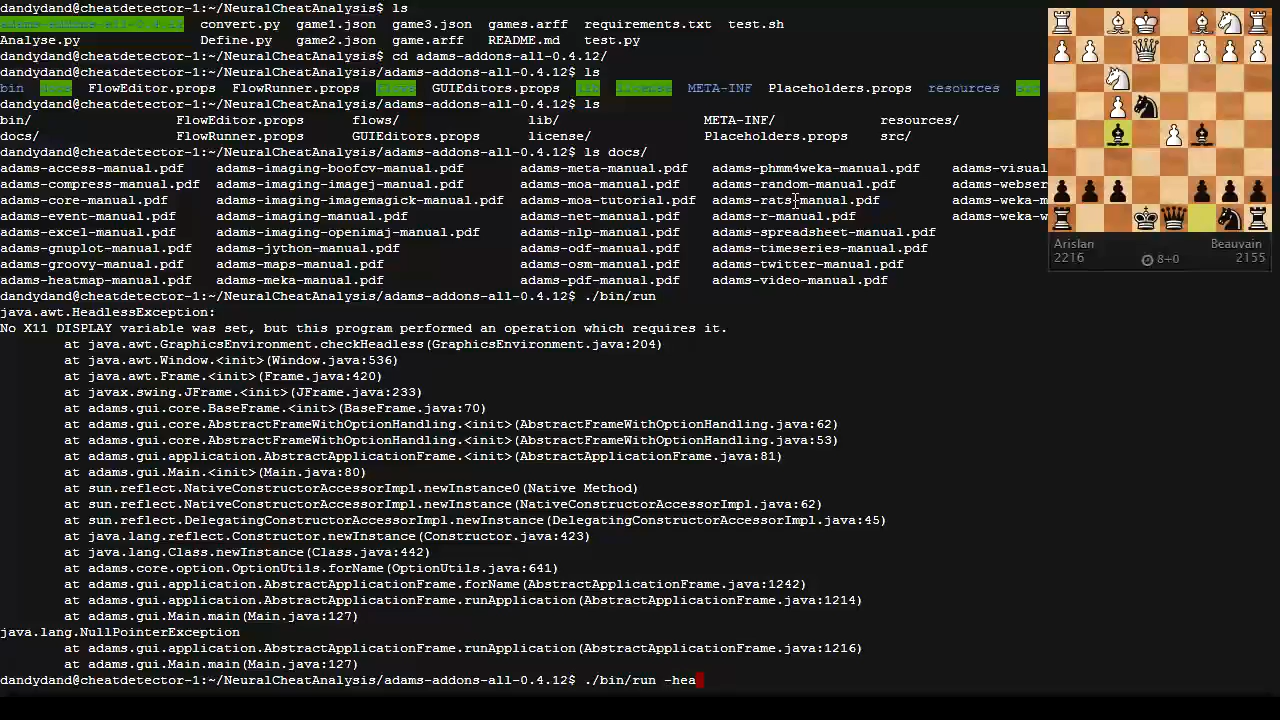 dandydand@cheatdetector-1:~/NeuralCheatAnalysis$ ls
adams-addons-all-0.4.12 convert.py game1.json game3.json games.arff requirements.txt test.sh
Analyse.py Define.py game2.json game.arff README.md test.py
dandydand@cheatdetector-1:~/NeuralCheatAnalysis$ cd adams-addons-all-0.4.12/
dandydand@cheatdetector-1:~/NeuralCheatAnalysis/adams-addons-all-0.4.12$ ls
bin docs FlowEditor.props FlowRunner.props flows GUIEditors.props lib license META-INF Placeholders.props resources src
dandydand@cheatdetector-1:~/NeuralCheatAnalysis/adams-addons-all-0.4.12$ ls
bin/ FlowEditor.props flows/ lib/ META-INF/ resources/
docs/ FlowRunner.props GUIEditors.props license/ Placeholders.props src/
dandydand@cheatdetector-1:~/NeuralCheatAnalysis/adams-addons-all-0.4.12$ ls docs/
adams-access-manual.pdf adams-imaging-boofcv-manual.pdf adams-meta-manual.pdf adams-phmm4weka-manual.pdf adams-visual
adams-compress-manual.pdf adams-imaging-imagej-manual.pdf adams-moa-manual.pdf adams-random-manual.pdf adams-webser
adams-core-manual.pdf adams-imaging-imagemagick-manual.pdf adams-moa-tutorial.pdf adams-rats-manual.pdf adams-weka-m
adams-event-manual.pdf adams-imaging-manual.pdf adams-net-manual.pdf adams-r-manual.pdf adams-weka-w
adams-excel-manual.pdf adams-imaging-openimaj-manual.pdf adams-nlp-manual.pdf adams-spreadsheet-manual.pdf
adams-gnuplot-manual.pdf adams-jython-manual.pdf adams-odf-manual.pdf adams-timeseries-manual.pdf
adams-groovy-manual.pdf adams-maps-manual.pdf adams-osm-manual.pdf adams-twitter-manual.pdf
adams-heatmap-manual.pdf adams-meka-manual.pdf adams-pdf-manual.pdf adams-video-manual.pdf
dandydand@cheatdetector-1:~/NeuralCheatAnalysis/adams-addons-all-0.4.12$ ./bin/run
java.awt.HeadlessException:
No X11 DISPLAY variable was set, but this program performed an operation which requires it.
at java.awt.GraphicsEnvironment.checkHeadless(GraphicsEnvironment.java:204)
at java.awt.Window.<init>(Window.java:536)
at java.awt.Frame.<init>(Frame.java:420)
at javax.swing.JFrame.<init>(JFrame.java:233)
at adams.gui.core.BaseFrame.<init>(BaseFrame.java:70)
at adams.gui.core.AbstractFrameWithOptionHandling.<init>(AbstractFrameWithOptionHandling.java:62)
at adams.gui.core.AbstractFrameWithOptionHandling.<init>(AbstractFrameWithOptionHandling.java:53)
at adams.gui.application.AbstractApplicationFrame.<init>(AbstractApplicationFrame.java:81)
at adams.gui.Main.<init>(Main.java:80)
at sun.reflect.NativeConstructorAccessorImpl.newInstance0(Native Method)
at sun.reflect.NativeConstructorAccessorImpl.newInstance(NativeConstructorAccessorImpl.java:62)
at sun.reflect.DelegatingConstructorAccessorImpl.newInstance(DelegatingConstructorAccessorImpl.java:45)
at java.lang.reflect.Constructor.newInstance(Constructor.java:423)
at java.lang.Class.newInstance(Class.java:442)
at adams.core.option.OptionUtils.forName(OptionUtils.java:641)
at adams.gui.application.AbstractApplicationFrame.forName(AbstractApplicationFrame.java:1242)
at adams.gui.application.AbstractApplicationFrame.runApplication(AbstractApplicationFrame.java:1214)
at adams.gui.Main.main(Main.java:127)
java.lang.NullPointerException
at adams.gui.application.AbstractApplicationFrame.runApplication(AbstractApplicationFrame.java:1216)
at adams.gui.Main.main(Main.java:127)
dandydand@cheatdetector-1:~/NeuralCheatAnalysis/adams-addons-all-0.4.12$ ./bin/run -hea
Arislan Beauvain
2216 8+0 2155